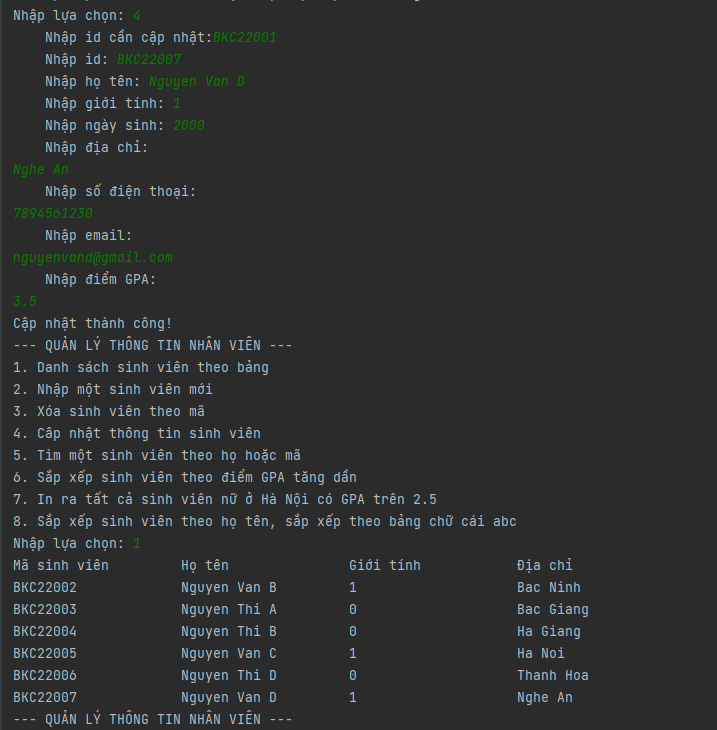 Nhập lựa chọn: 4
Nhập id cần cập nhật:BKC22001
Nhập id: BKC22007
Nhập họ tên: Nguyen Van D
Nhập giới tính: 1
Nhập ngày sinh: 2000
Nhập địa chỉ:
Nghe An
Nhập số điện thoại:
7894561230
Nhập email:
nguyenvand@gmail.com
Nhập điểm GPA:
3.5
Cập nhật thành công!
--- QUẢN LÝ THÔNG TIN NHÂN VIÊN ---
1. Danh sách sinh viên theo bảng
2. Nhập một sinh viên mới
3. Xóa sinh viên theo mã
4. Câp nhật thông tin sinh viên
5. Tìm một sinh viên theo họ hoặc mã
6. Sắp xếp sinh viên theo điểm GPA tăng dần
7. In ra tất cả sinh viên nữ ở Hà Nội có GPA trên 2.5
8. Sắp xếp sinh viên theo họ tên, sắp xếp theo bảng chữ cái abc
Nhập lựa chọn: 1
Mã sinh viên Họ tên Giới tính Địa chỉ
BKC22002 Nguyen Van B 1 Bac Ninh
BKC22003 Nguyen Thi A 0 Bac Giang
BKC22004 Nguyen Thi B 0 Ha Giang
BKC22005 Nguyen Van C 1 Ha Noi
BKC22006 Nguyen Thi D 0 Thanh Hoa
BKC22007 Nguyen Van D 1 Nghe An
--- QUẢN LÝ THÔNG TIN NHÂN VIÊN ---